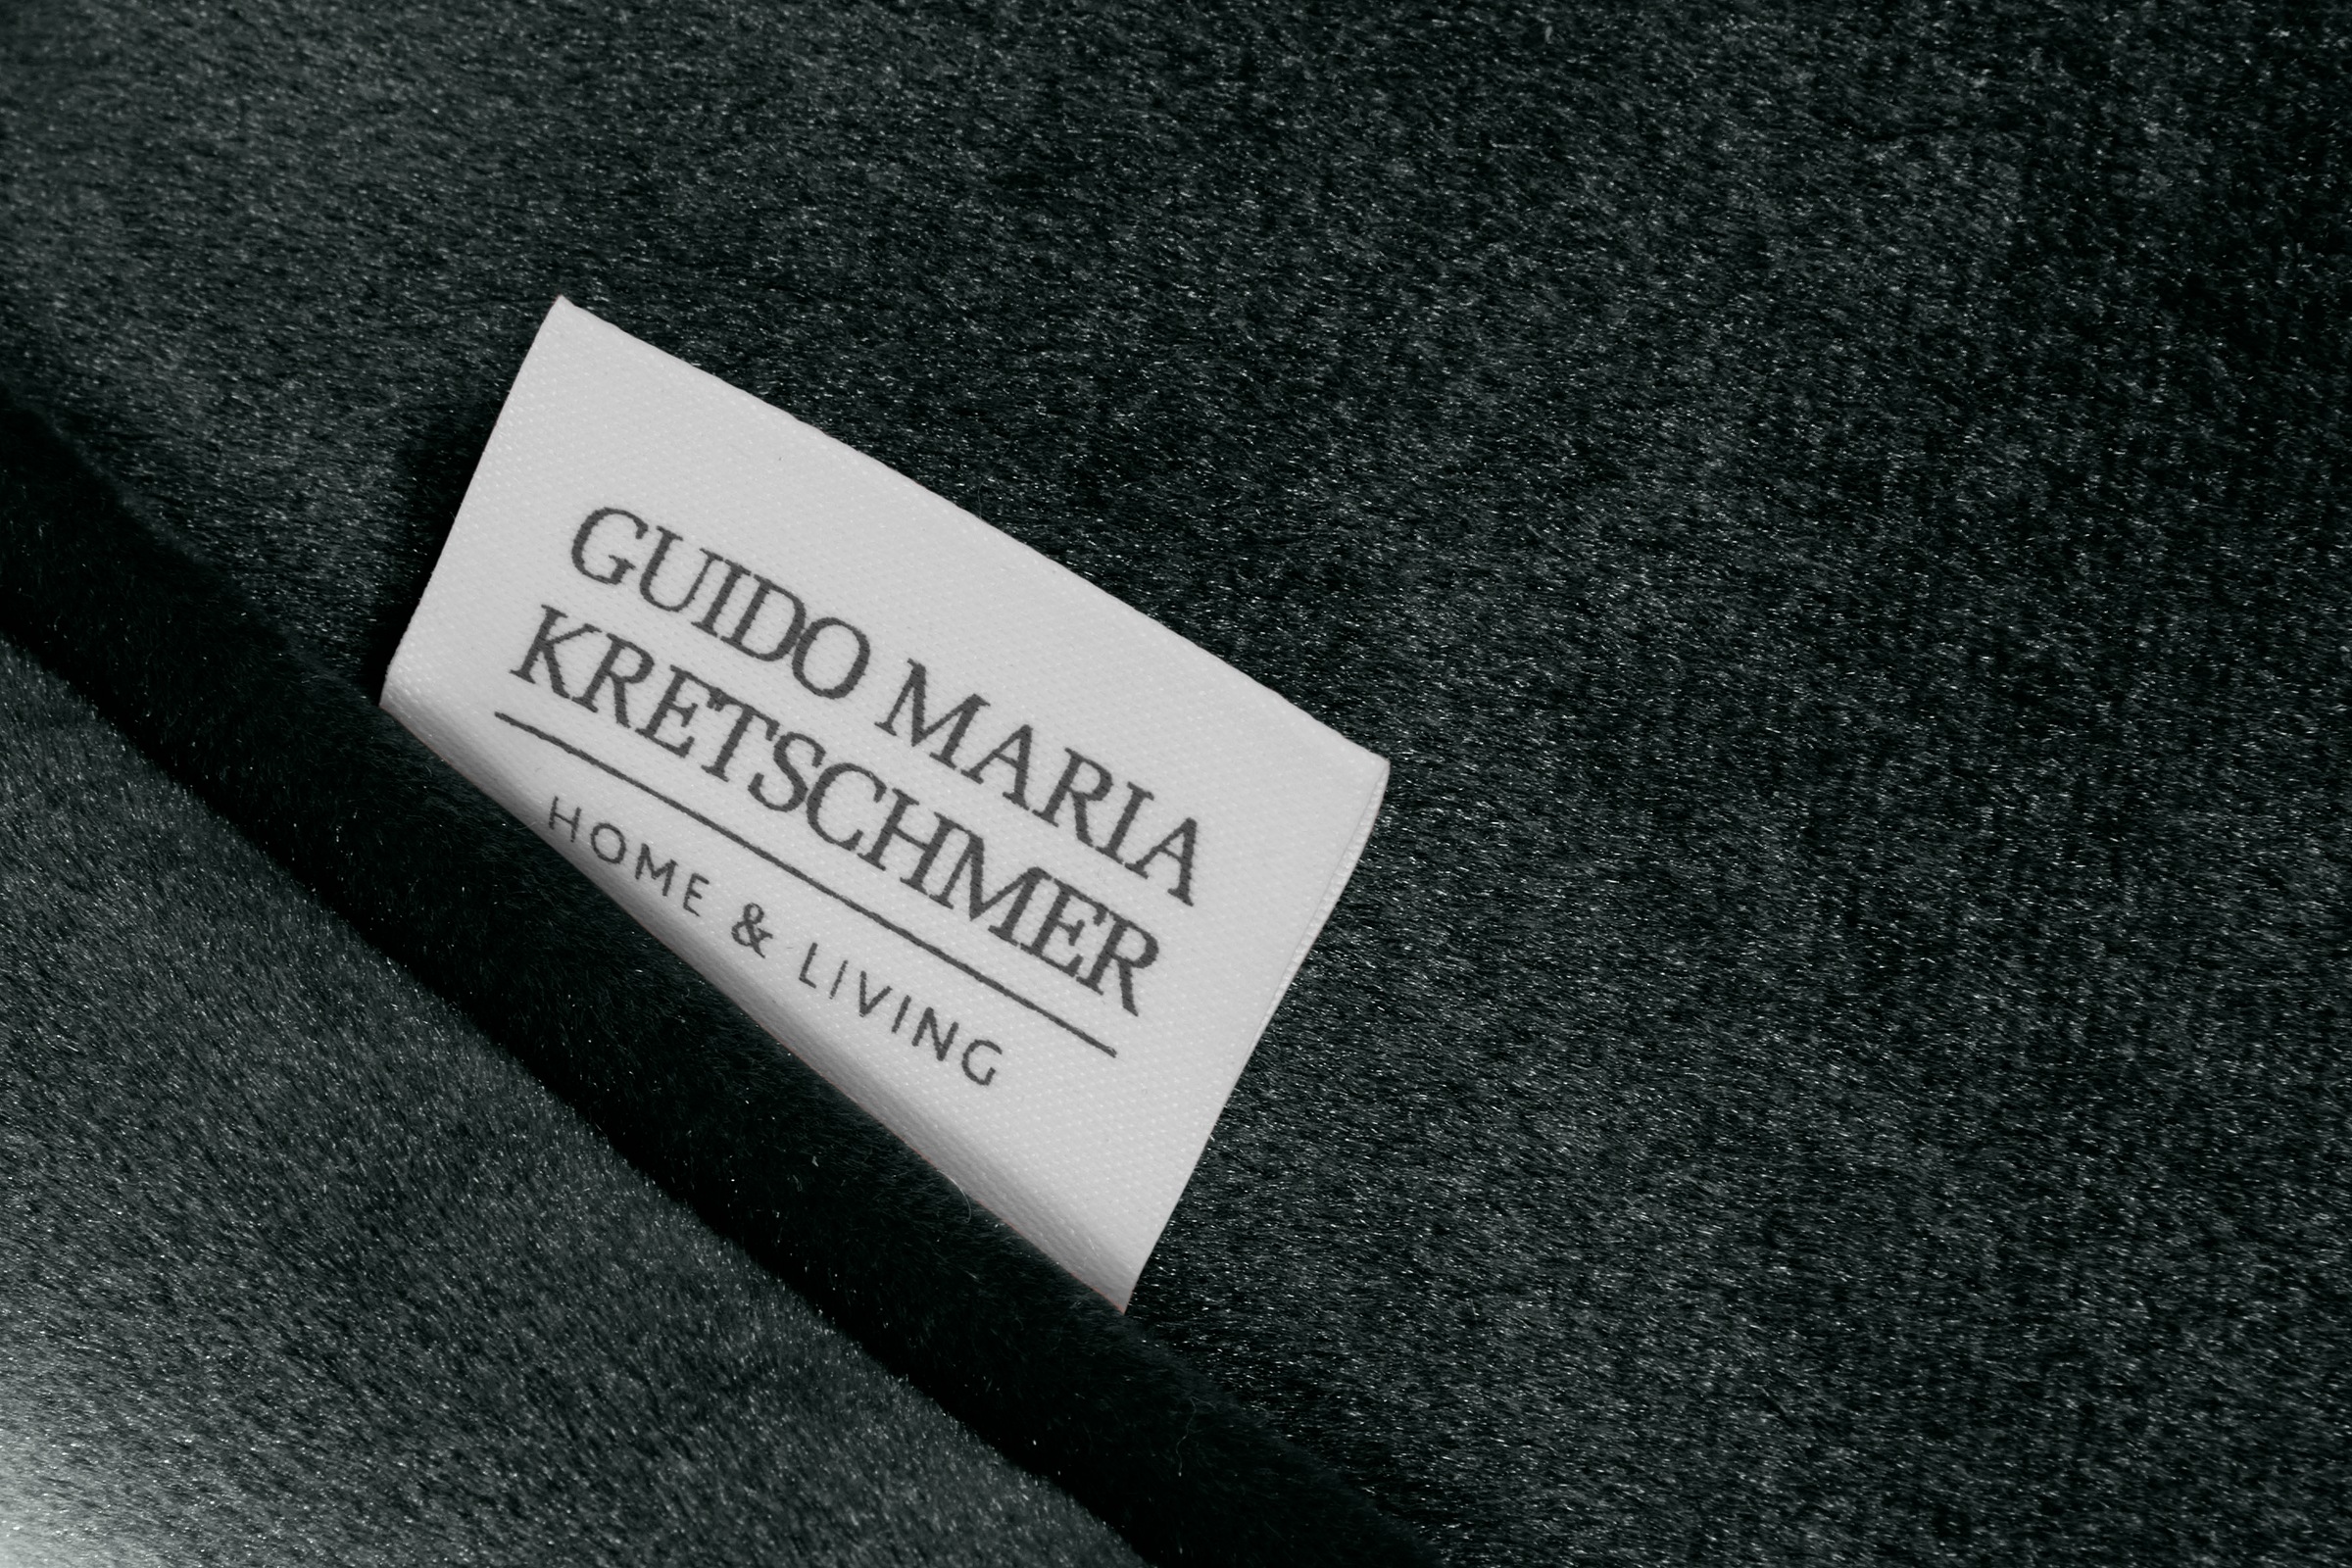 GUIDO MARIA
KRETSCHMER
HOME & LIVING